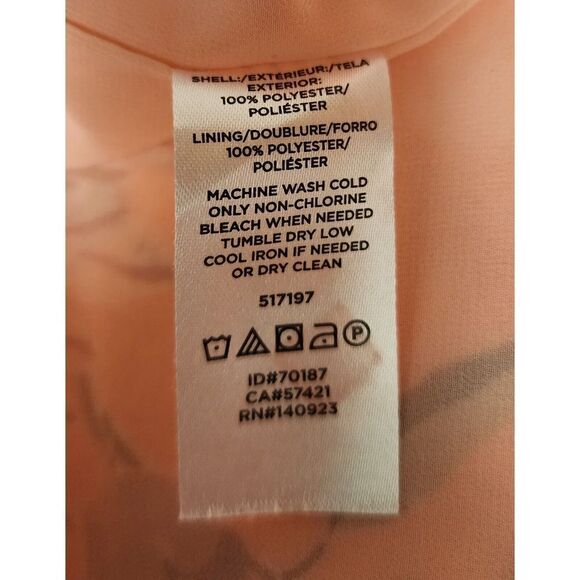 SHELL:/EXTÉRIEUR:/TELA
EXTERIOR:
100% POLYESTER/
POLIÉSTER
LINING/DOUBLURE/FORRO
100% POLYESTER/
POLIÉSTER
MACHINE WASH COLD
ONLY NON-CHLORINE
BLEACH WHEN NEEDED
TUMBLE DRY LOW
COOL IRON IF NEEDED
OR DRY CLEAN
517197
P
ID#70187
CA#57421
RN#140923